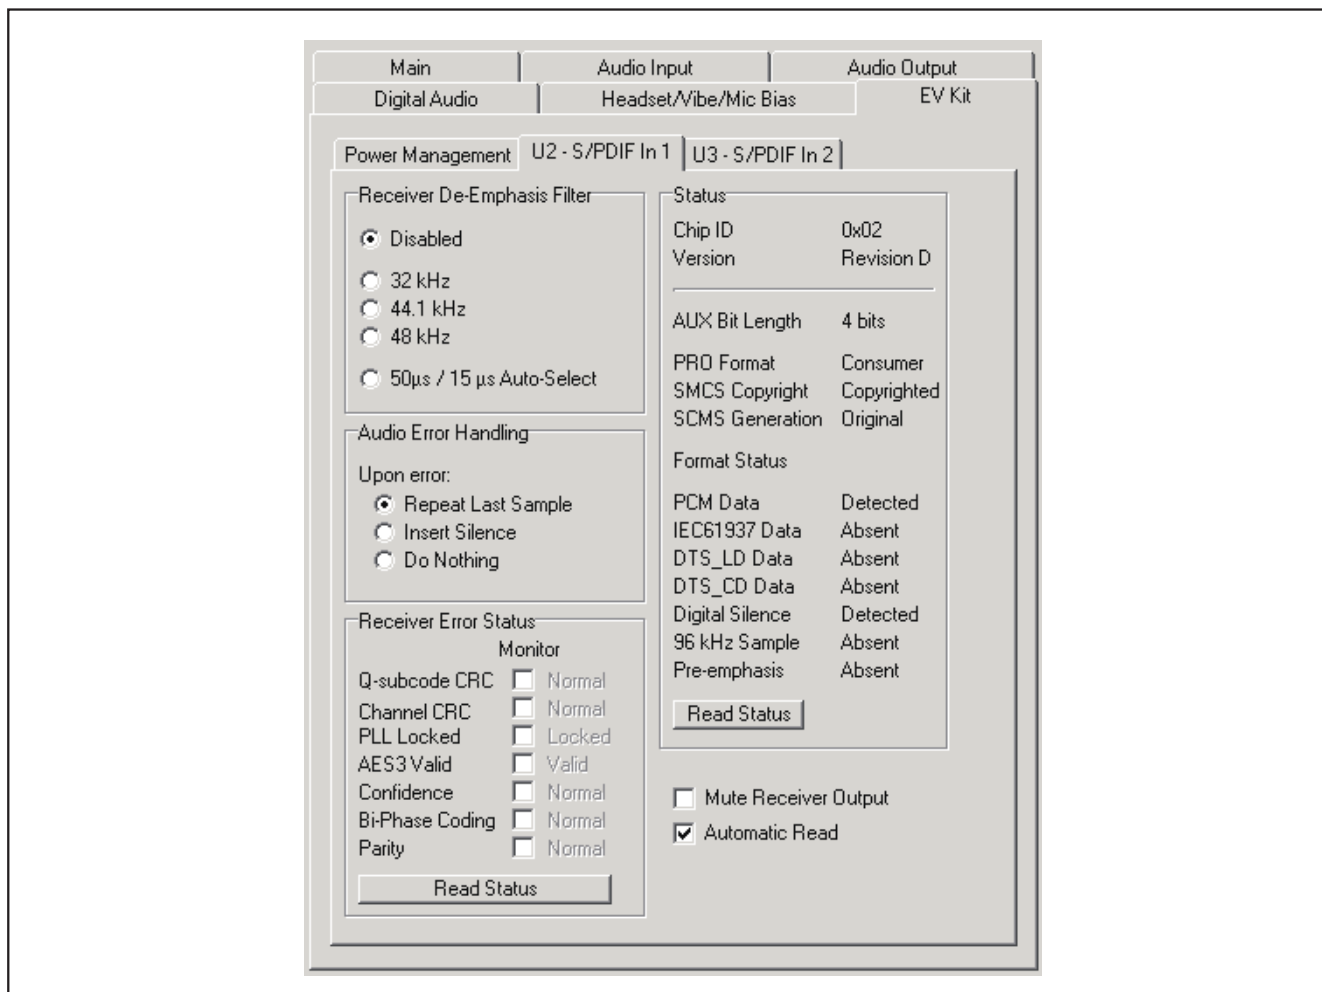 Main Audio Input Audio Output
Digital Audio Headset/Vibe/Mic Bias EV Kit
Power Management U2 - S/PDIF In 1 U3 - S/PDIF In 2
Receiver De-Emphasis Filter
Disabled
32 kHz
44.1 kHz
48 kHz
50µs / 15 µs Auto-Select
Audio Error Handling
Upon error:
Repeat Last Sample
Insert Silence
Do Nothing
Receiver Error Status
Monitor
Q-subcode CRC Normal
Channel CRC Normal
PLL Locked Locked
AES3 Valid Valid
Confidence Normal
Bi-Phase Coding Normal
Parity Normal
Read Status
Status
Chip ID 0x02
Version Revision D
AUX Bit Length 4 bits
PRO Format Consumer
SMCS Copyright Copyrighted
SCMS Generation Original
Format Status
PCM Data Detected
IEC61937 Data Absent
DTS_LD Data Absent
DTS_CD Data Absent
Digital Silence Detected
96 kHz Sample Absent
Pre-emphasis Absent
Read Status
Mute Receiver Output
Automatic Read